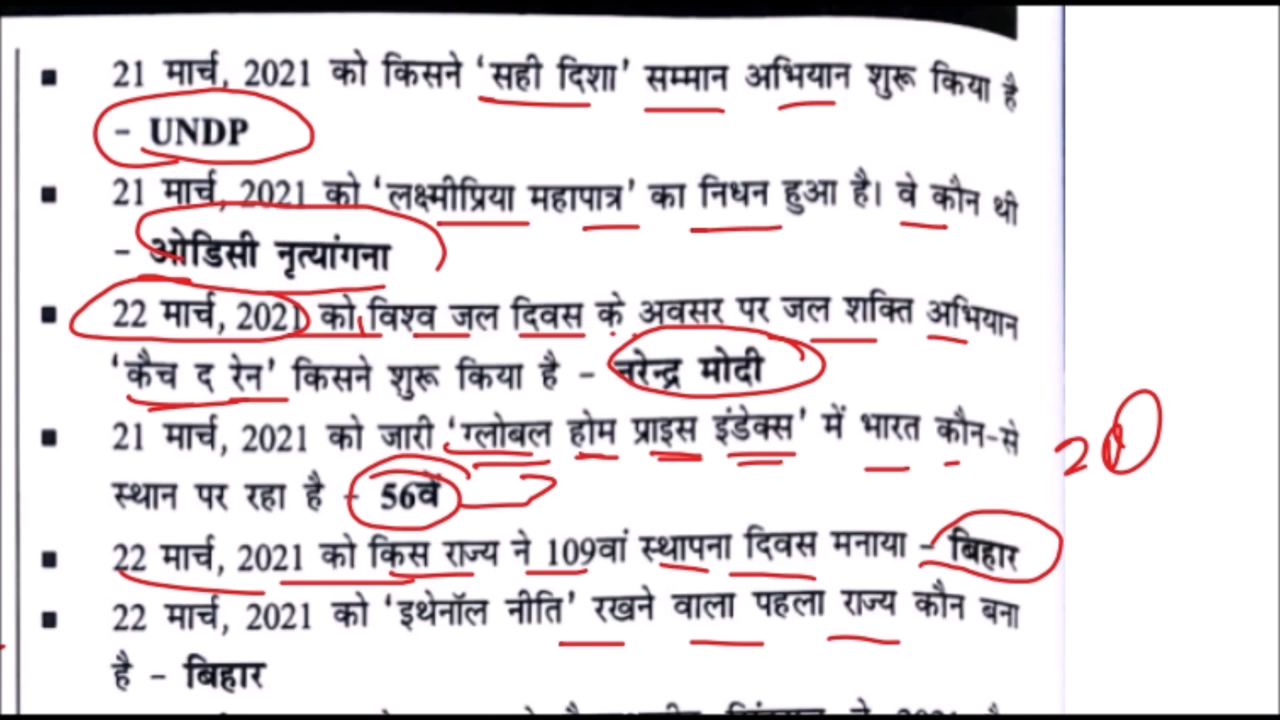 ▪ 21 मार्च, 2021 को किसने ‘सही दिशा’ सम्मान अभियान शुरू किया है
– UNDP
▪ 21 मार्च, 2021 को ‘लक्ष्मीप्रिया महापात्र’ का निधन हुआ है। वे कौन थी
– ओडिसी नृत्यांगना
▪ 22 मार्च, 2021 को विश्व जल दिवस के अवसर पर जल शक्ति अभियान
‘कैच द रेन’ किसने शुरू किया है – नरेन्द्र मोदी
▪ 21 मार्च, 2021 को जारी ‘ग्लोबल होम प्राइस इंडेक्स’ में भारत कौन-से
स्थान पर रहा है – 56वें
▪ 22 मार्च, 2021 को किस राज्य ने 109वां स्थापना दिवस मनाया – बिहार
▪ 22 मार्च, 2021 को ‘इथेनॉल नीति’ रखने वाला पहला राज्य कौन बना
है – बिहार